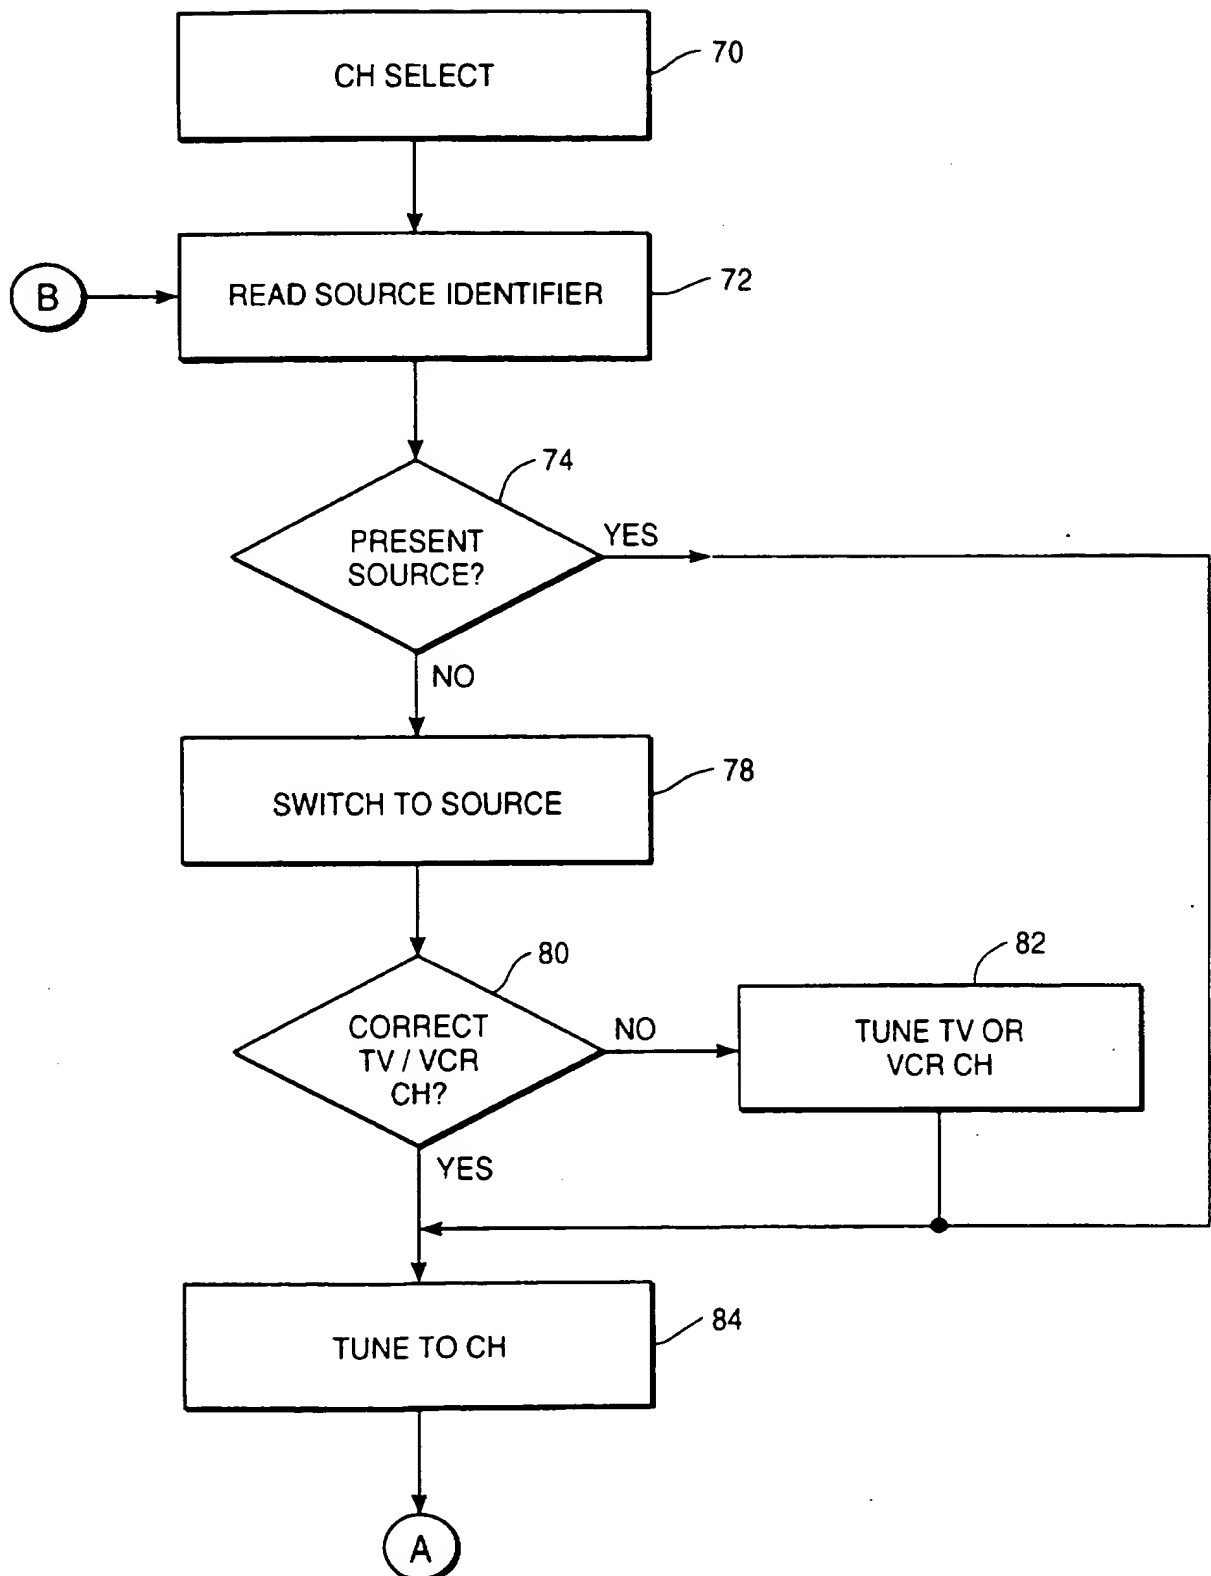 CH SELECT
70
B
READ SOURCE IDENTIFIER
72
74
PRESENT
SOURCE?
YES
NO
SWITCH TO SOURCE
78
80
CORRECT
TV / VCR
CH?
NO
82
TUNE TV OR
VCR CH
YES
TUNE TO CH
84
A